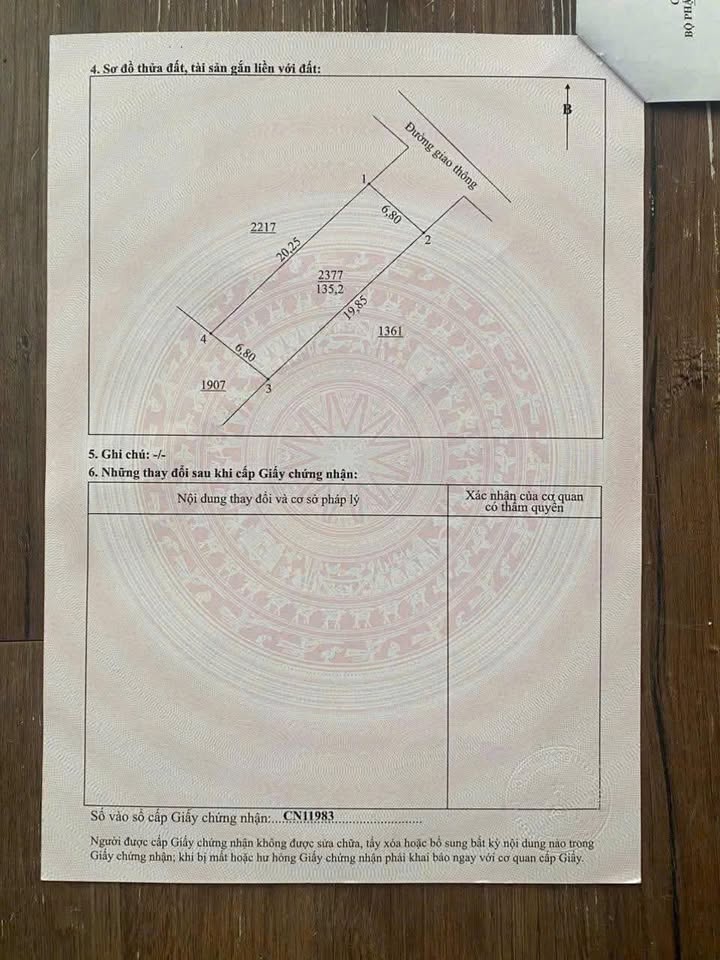 BỘ PHẬ
4. Sơ đồ thửa đất, tài sản gắn liền với đất:
B
Đường giao thông
1
6,80
2
2217
20,25
2377
135,2
19,85
1361
4
6,80
3
1907
5. Ghi chú: -/-
6. Những thay đổi sau khi cấp Giấy chứng nhận:
Nội dung thay đổi và cơ sở pháp lý
Xác nhận của cơ quan
có thẩm quyền
Số vào sổ cấp Giấy chứng nhận:... CN11983
Người được cấp Giấy chứng nhận không được sửa chữa, tẩy xóa hoặc bổ sung bất kỳ nội dung nào trong
Giấy chứng nhận; khi bị mất hoặc hư hỏng Giấy chứng nhận phải khai báo ngay với cơ quan cấp Giấy.